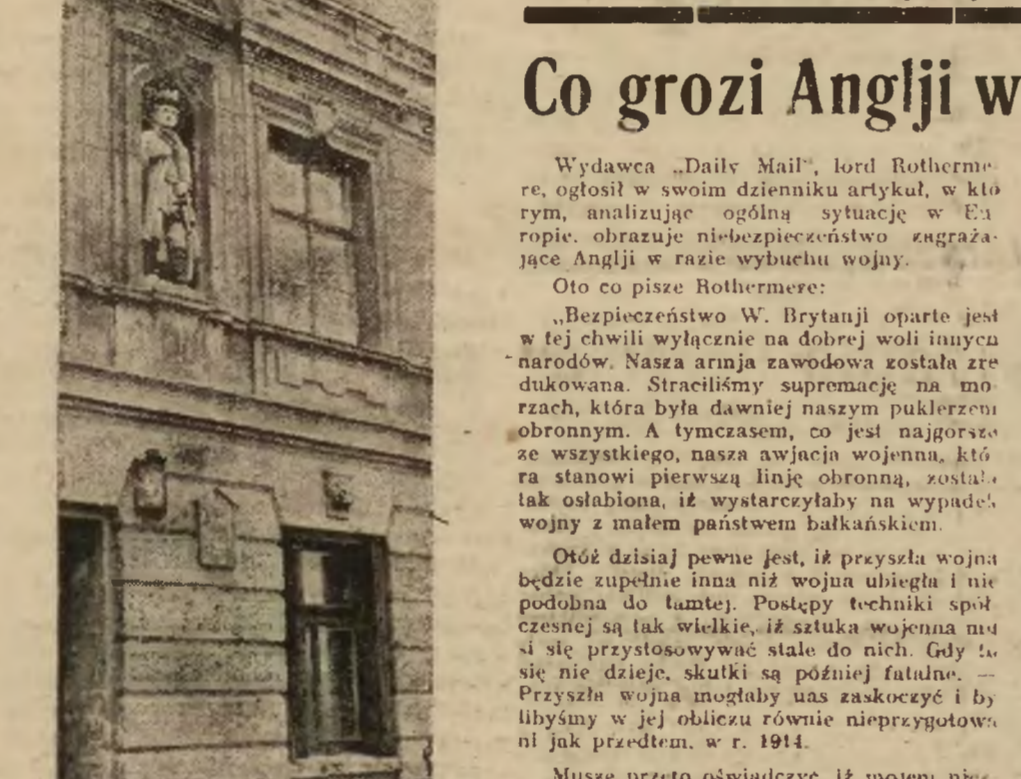 Co grozi Anglji w
Wydawca „Daily Mail”, lord Rotherme-
re, ogłosił w swoim dzienniku artykuł, w któ
rym, analizując ogólną sytuację w Eu
ropie, obrazuje niebezpieczeństwo zagraża-
jące Anglji w razie wybuchu wojny.
Oto co pisze Rothermere:
„Bezpieczeństwo W. Brytanji oparte jest
w tej chwili wyłącznie na dobrej woli innych
narodów. Nasza armja zawodowa została zre
dukowana. Straciliśmy supremację na mo
rzach, która była dawniej naszym puklerzem
obronnym. A tymczasem, co jest najgorsze
ze wszystkiego, nasza awjacja wojenna, któ
ra stanowi pierwszą linję obronną, została
tak osłabiona, iż wystarczyłaby na wypadek
wojny z małem państwem bałkańskiem.
Otóż dzisiaj pewne jest, iż przyszła wojna
będzie zupełnie inna niż wojna ubiegła i nie
podobna do tamtej. Postępy techniki spół
czesnej są tak wielkie, iż sztuka wojenna mu
si się przystosowywać stale do nich. Gdy to
się nie dzieje, skutki są później fatalne. —
Przyszła wojna mogłaby nas zaskoczyć i by
libyśmy w jej obliczu równie nieprzygotowa
ni jak przedtem, w r. 1914.
Muszę przeto oświadczyć, iż mojem